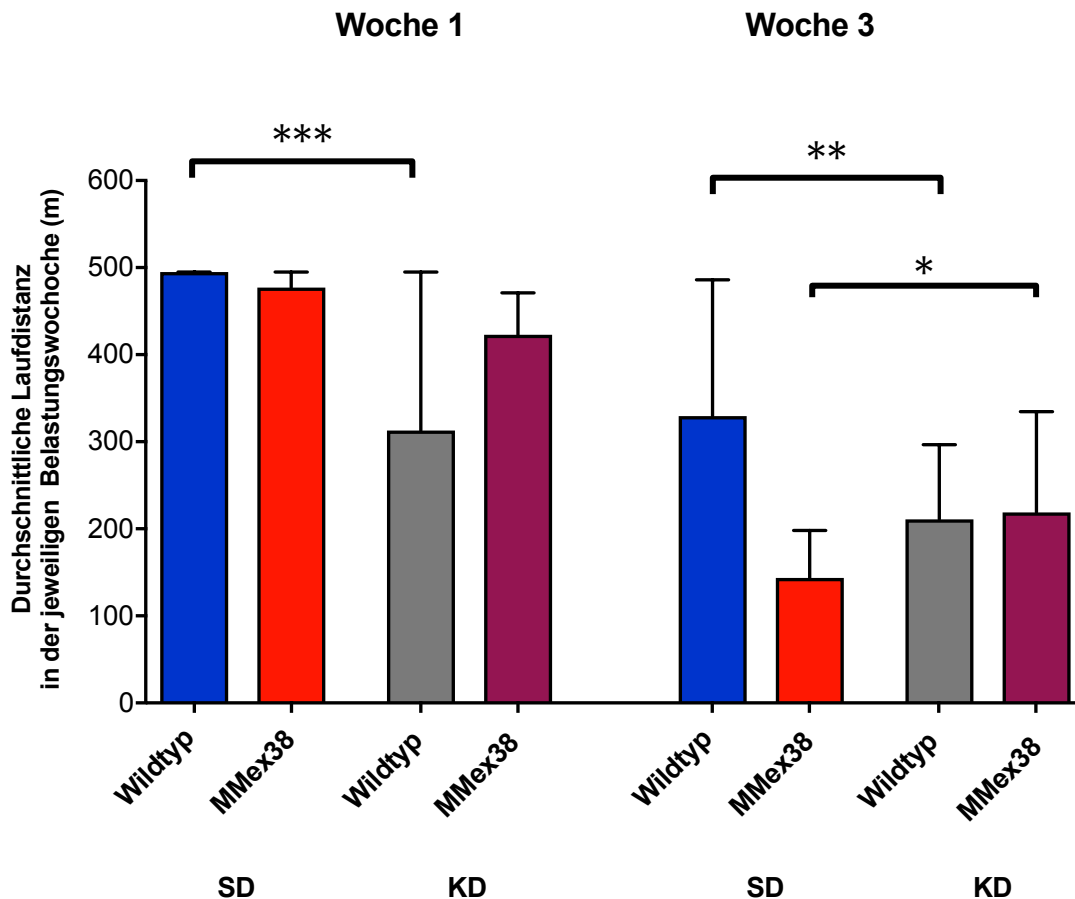 Woche 1
Woche 3
***
**
*
Durchschnittliche Laufdistanz
in der jeweiligen Belastungswochoche (m)
600
500
400
300
200
100
0
Wildtyp
MMex38
Wildtyp
MMex38
Wildtyp
MMex38
Wildtyp
MMex38
SD
KD
SD
KD